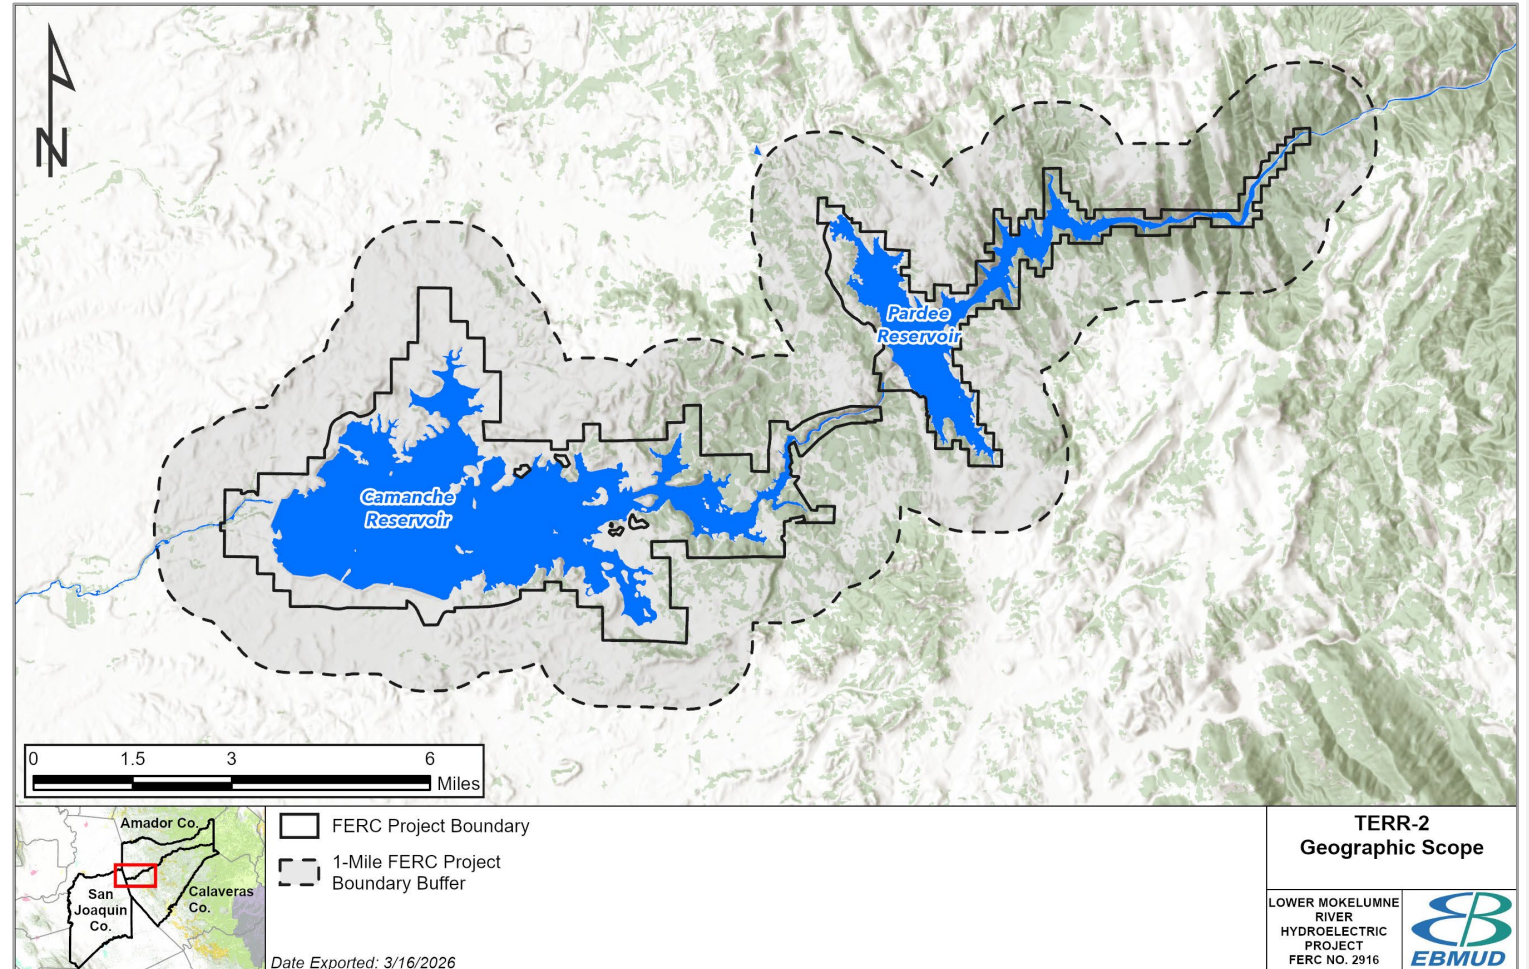 N
Pardee
Reservoir
Camanche
Reservoir
0 1.5 3 6
Miles
Amador Co.
San
Joaquin
Co.
Calaveras
Co.
FERC Project Boundary
1-Mile FERC Project
Boundary Buffer
Date Exported: 3/16/2026
TERR-2
Geographic Scope
LOWER MOKELUMNE
RIVER
HYDROELECTRIC
PROJECT
FERC NO. 2916
EBMUD